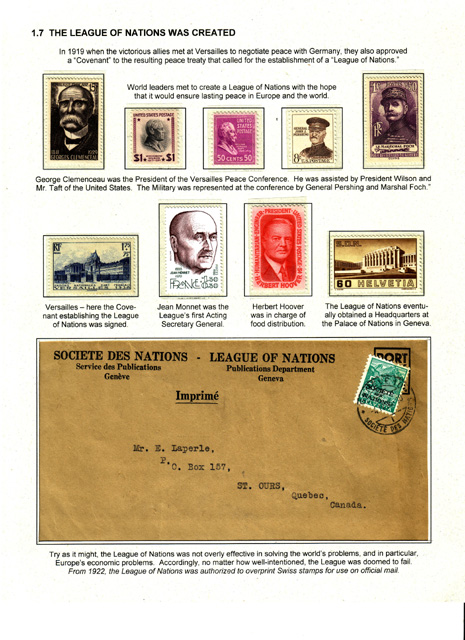 1.7 THE LEAGUE OF NATIONS WAS CREATED
In 1919 when the victorious allies met at Versailles to negotiate peace with Germany, they also approved
a "Covenant" to the resulting peace treaty that called for the establishment of a "League of Nations."
World leaders met to create a League of Nations with the hope
that it would ensure lasting peace in Europe and the world.
GEORGES CLEMENCEAU
UNITED STATES POSTAGE
$1 $1
UNITED STATES POSTAGE
50 CENTS 50
8¢ U.S. POSTAGE
LE MARÉCHAL FOCH
George Clemenceau was the President of the Versailles Peace Conference. He was assisted by President Wilson and
Mr. Taft of the United States. The Military was represented at the conference by General Pershing and Marshal Foch."
RF
JEAN MONNET
FRANCE
HERBERT HOOVER
S.D.N.
60 HELVETIA
Versailles – here the Cove-
nant establishing the League
of Nations was signed.
Jean Monnet was the
League's first Acting
Secretary General.
Herbert Hoover
was in charge of
food distribution.
The League of Nations eventu-
ally obtained a Headquarters at
the Palace of Nations in Geneva.
SOCIETE DES NATIONS - LEAGUE OF NATIONS
Service des Publications Publications Department
Genève Geneva
Imprimé
PORT
SOCIÉTÉ DES NATIONS
Mr. E. Laperle,
P.O. Box 157,
ST. OURS,
Quebec,
Canada.
Try as it might, the League of Nations was not overly effective in solving the world's problems, and in particular,
Europe's economic problems. Accordingly, no matter how well-intentioned, the League was doomed to fail.
From 1922, the League of Nations was authorized to overprint Swiss stamps for use on official mail.